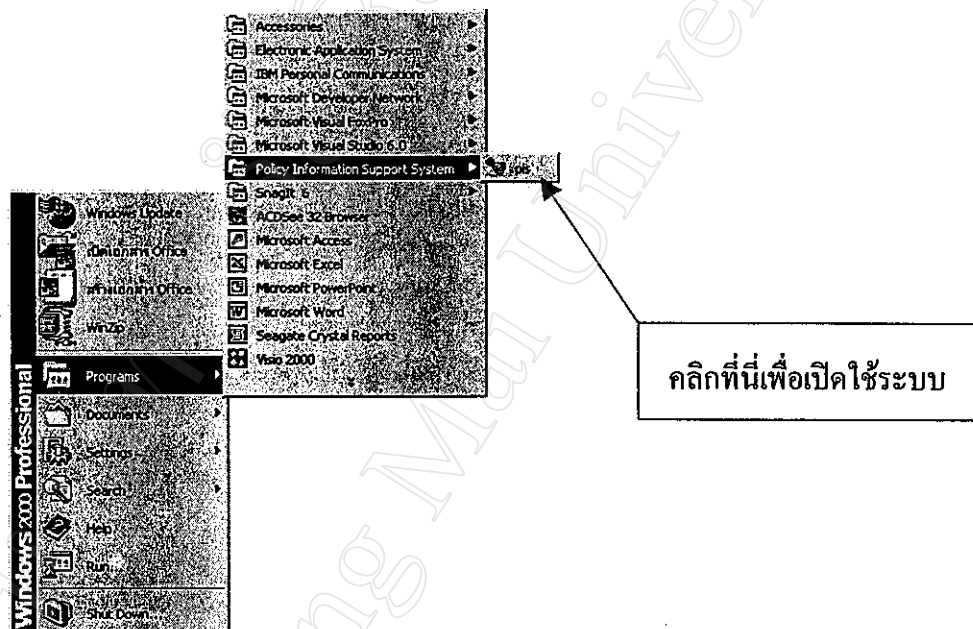 Accessories
Electronic Application System
IBM Personal Communications
Microsoft Developer Network
Microsoft Visual FoxPro
Microsoft Visual Studio 6.0
Policy Information Support System
pis
SnagIt 6
ACDSee 32 Browser
Microsoft Access
Microsoft Excel
Microsoft PowerPoint
Microsoft Word
Seagate Crystal Reports
Visio 2000
Windows Update
เปิดเอกสาร Office
สร้างเอกสาร Office
WinZip
Programs
Documents
Settings
Search
Help
Run...
Shut Down...
Windows 2000 Professional
คลิกที่นี่เพื่อเปิดใช้ระบบ